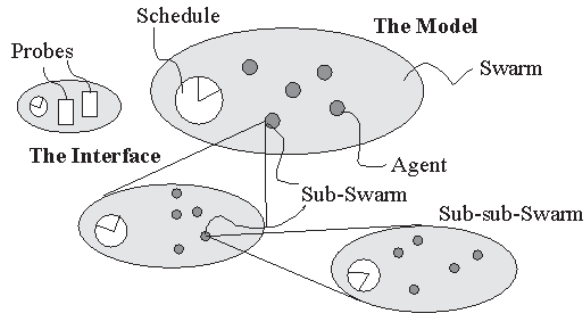 Schedule
The Model
Probes
Swarm
The Interface
Agent
Sub-Swarm
Sub-sub-Swarm